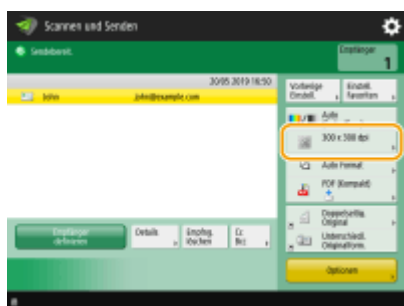 Scannen und Senden
Sendebereit.
Empfänger
1
30/05 2019 16:50
John
John@example.com
Vorherige
Einstell.
Einstell.
Favoriten
Auto
300 x 300 dpi
Auto Format.
PDF (Kompakt)
Doppelseitig.
Original
Unterschiedl.
Originalform.
Empfänger
definieren
Details
Empfng.
löschen
Cc
Bcc
Optionen